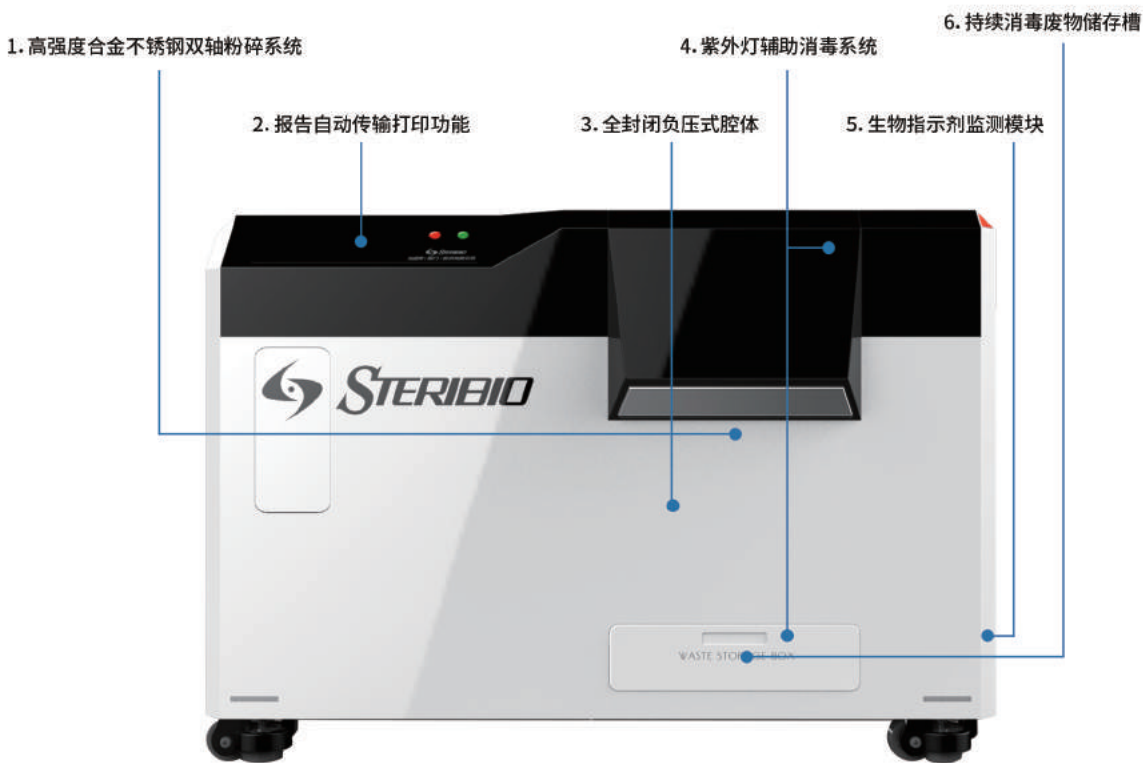 6.持续消毒废物储存槽
1.高强度合金不锈钢双轴粉碎系统
4.紫外灯辅助消毒系统
2.报告自动传输打印功能
3.全封闭负压式腔体
5.生物指示剂监测模块
STERIBIO
STERIBIO
WASTE STORAGE BOX